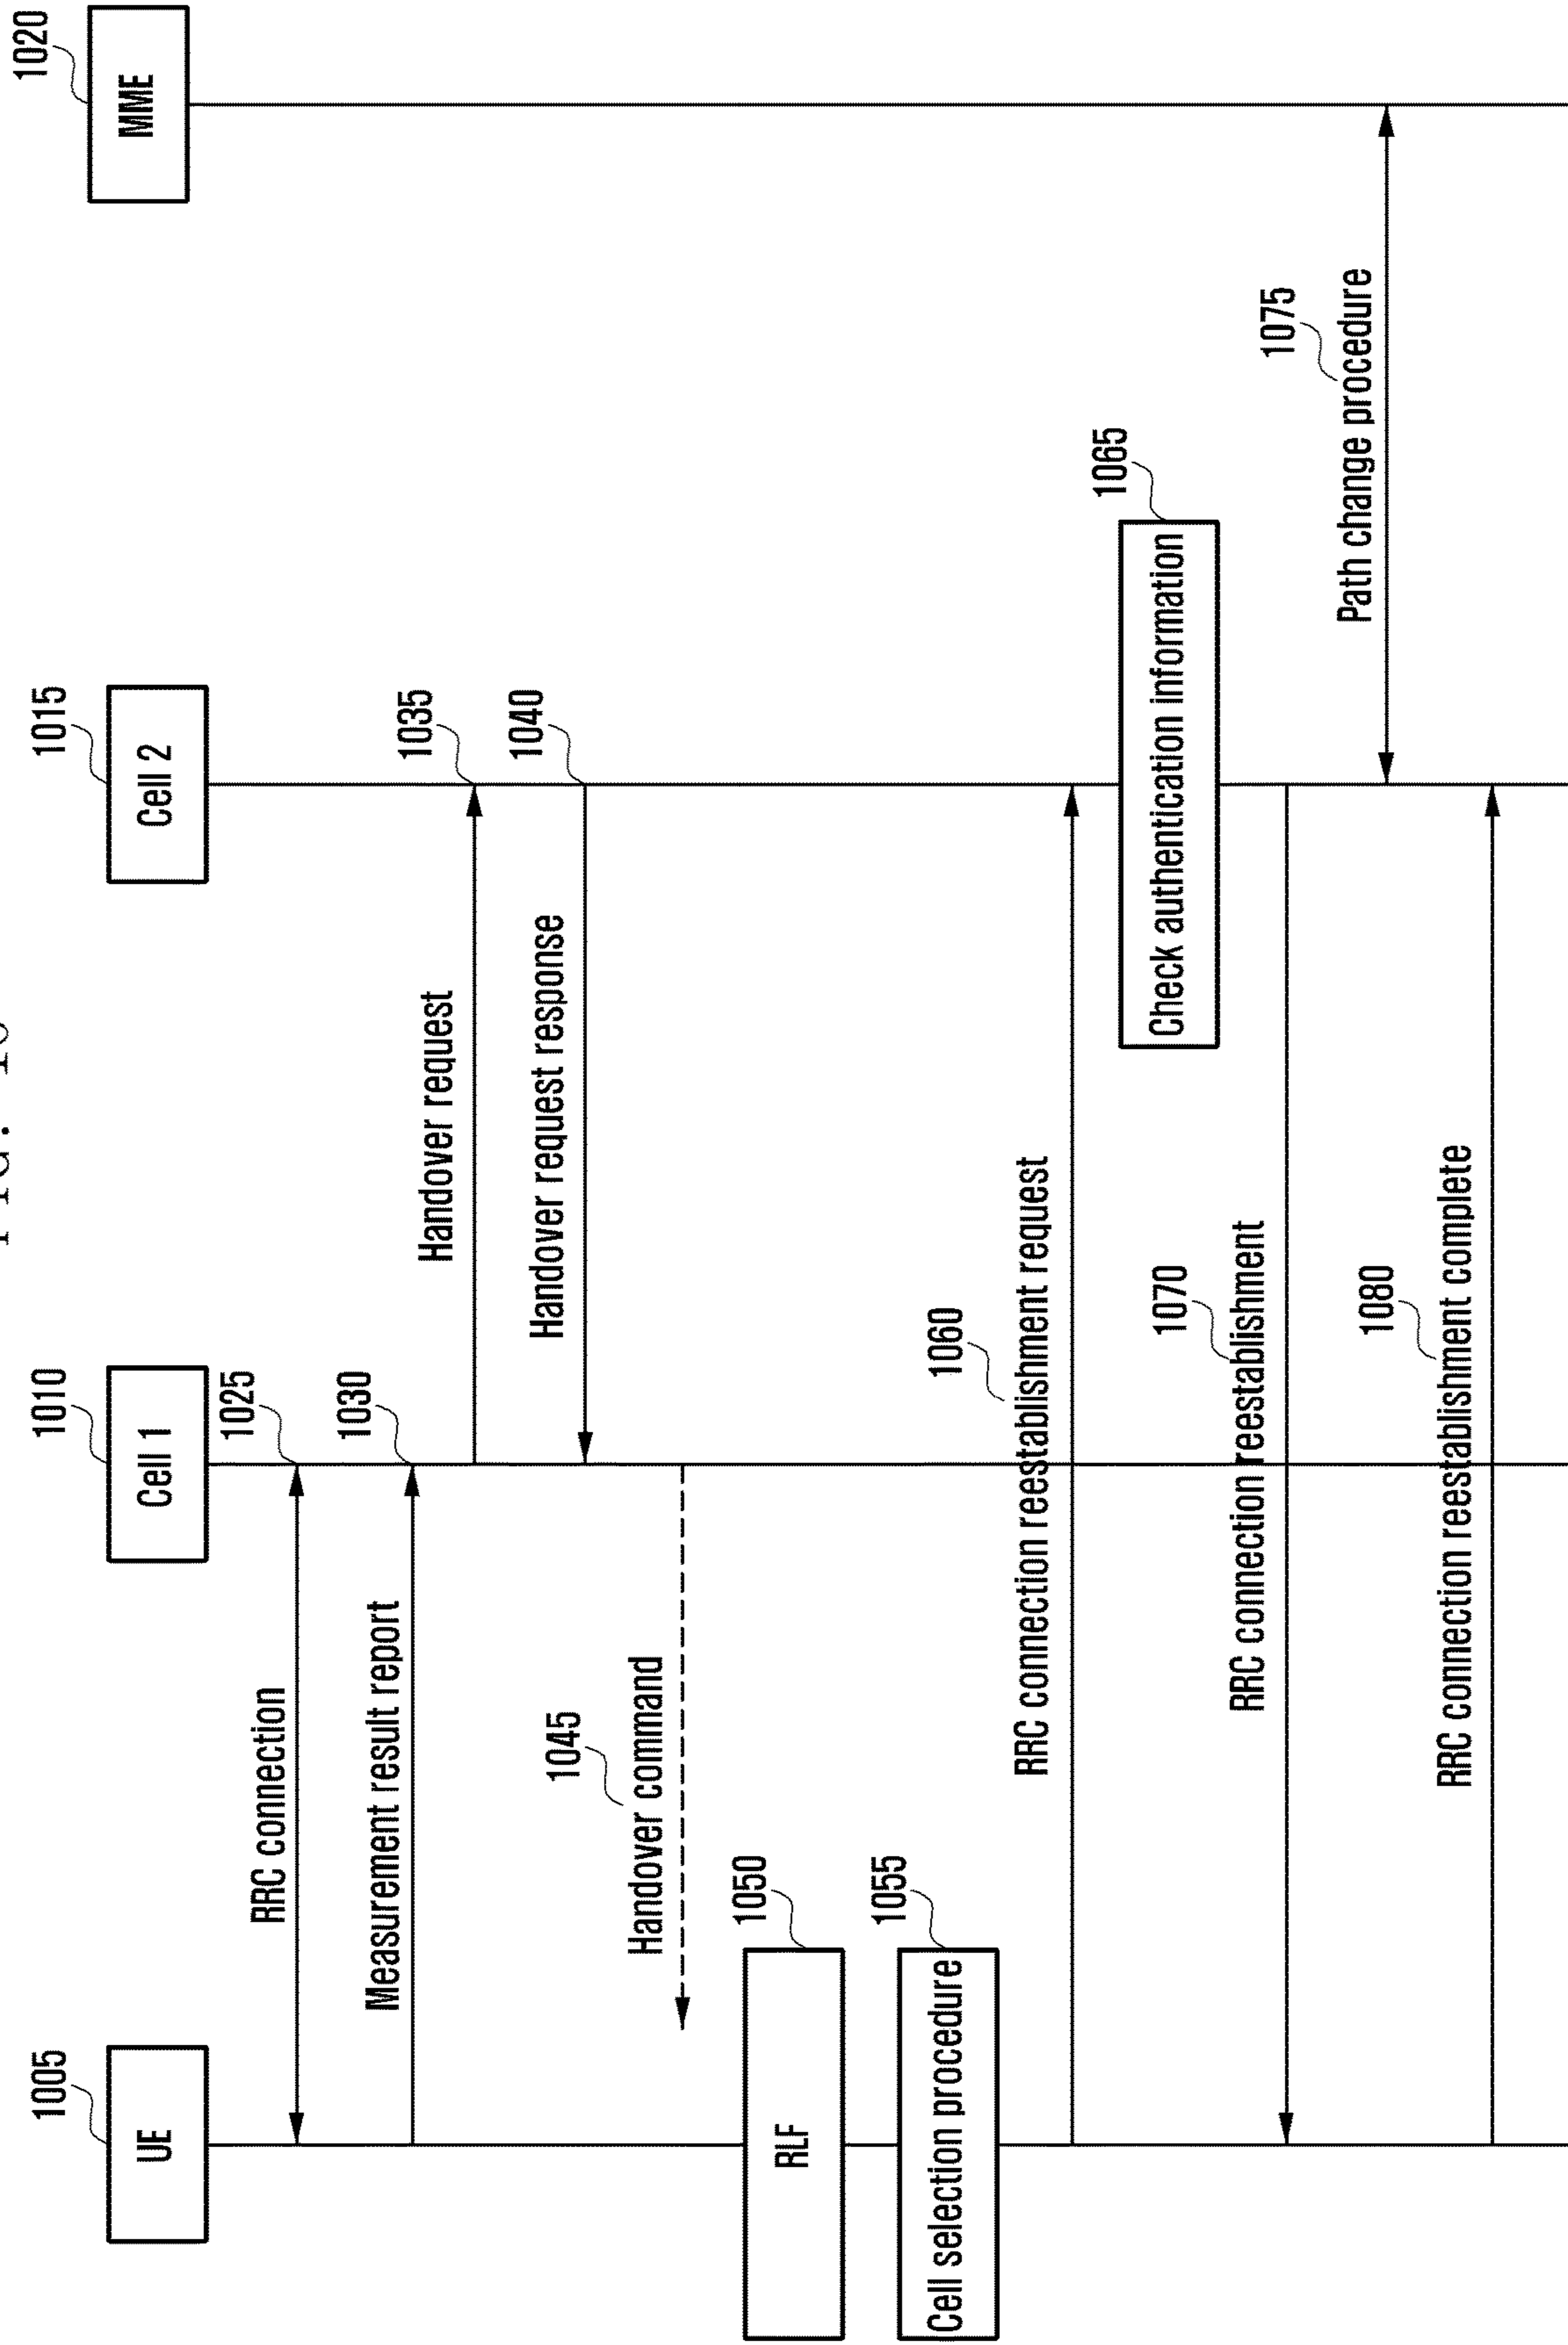 UE
1005
Cell 1
1010
Cell 2
1015
MME
1020
RRC connection
1025
Measurement result report
1030
Handover request
1035
Handover request response
1040
1045
Handover command
RLF
1050
Cell selection procedure
1055
1060
RRC connection reestablishment request
Check authentication information
1065
1070
RRC connection reestablishment
1075
Path change procedure
1080
RRC connection reestablishment complete